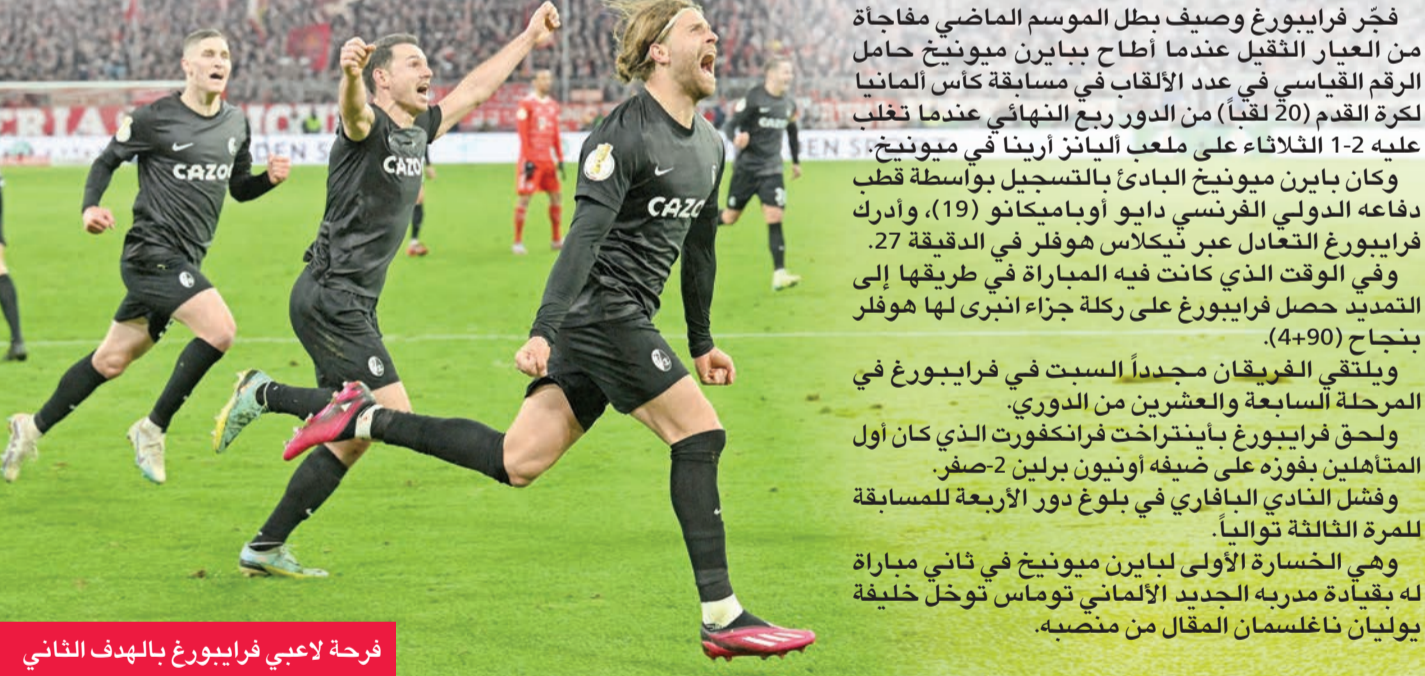 فجّر فرايبورغ وصيف بطل الموسم الماضي مفاجأة
من العيار الثقيل عندما أطاح ببايرن ميونيخ حامل
الرقم القياسي في عدد الألقاب في مسابقة كأس ألمانيا
لكرة القدم (20 لقباً) من الدور ربع النهائي عندما تغلب
عليه 2-1 الثلاثاء على ملعب أليانز أرينا في ميونيخ.
وكان بايرن ميونيخ البادئ بالتسجيل بواسطة قطب
دفاعه الدولي الفرنسي دايو أوباميكانو (19)، وأدرك
فرايبورغ التعادل عبر نيكلاس هوفلر في الدقيقة 27.
وفي الوقت الذي كانت فيه المباراة في طريقها إلى
التمديد حصل فرايبورغ على ركلة جزاء انبرى لها هوفلر
بنجاح (90+4).
ويلتقي الفريقان مجدداً السبت في فرايبورغ في
المرحلة السابعة والعشرين من الدوري.
ولحق فرايبورغ بأينتراخت فرانكفورت الذي كان أول
المتأهلين بفوزه على ضيفه أونيون برلين 2-صفر.
وفشل النادي البافاري في بلوغ دور الأربعة للمسابقة
للمرة الثالثة توالياً.
وهي الخسارة الأولى لبايرن ميونيخ في ثاني مباراة
له بقيادة مدربه الجديد الألماني توماس توخل خليفة
يوليان ناغلسمان المقال من منصبه.
CAZOO
CAZO
CAZO
CAZOO
فرحة لاعبي فرايبورغ بالهدف الثاني